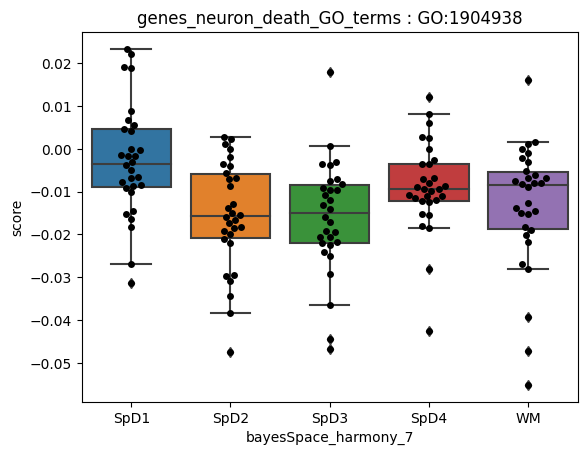 genes_neuron_death_GO_terms : GO:1904938
score
0.02
0.01
0.00
−0.01
−0.02
−0.03
−0.04
−0.05
SpD1 SpD2 SpD3 SpD4 WM
bayesSpace_harmony_7